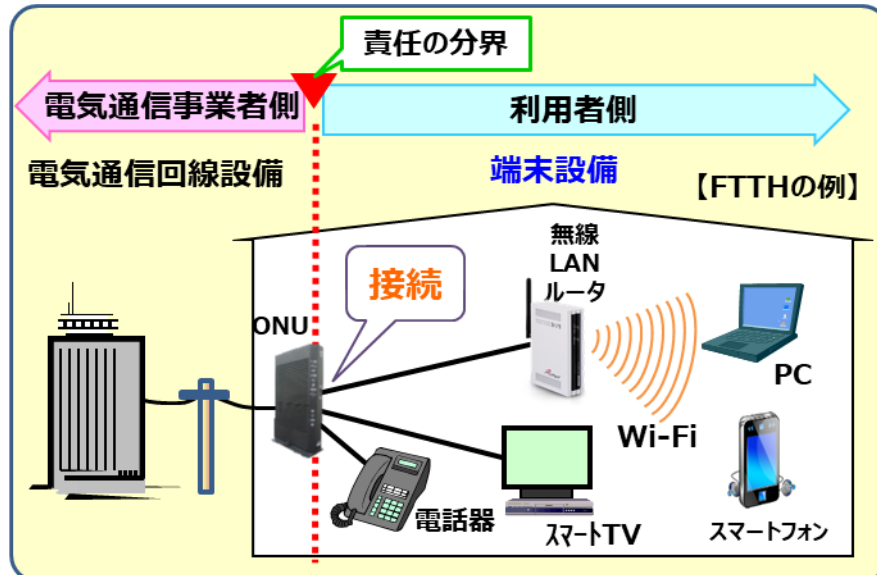 責任の分界
電気通信事業者側
利用者側
電気通信回線設備
端末設備
【FTTHの例】
無線
LAN
ルータ
接続
ONU
PC
Wi-Fi
電話器
ｽﾏｰﾄTV
スマートフォン